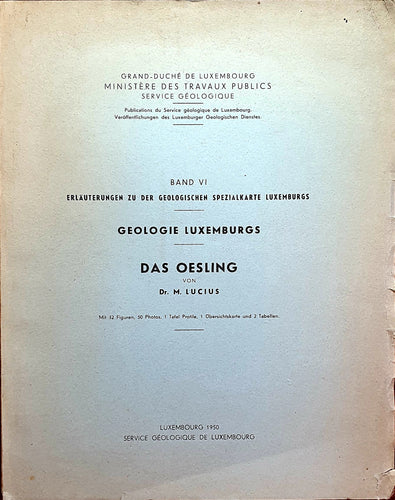 GRAND-DUCHÉ DE LUXEMBOURG
MINISTÈRE DES TRAVAUX PUBLICS
SERVICE GÉOLOGIQUE
Publications du Service géologique de Luxembourg.
Veröffentlichungen des Luxemburger Geologischen Dienstes.
BAND VI
ERLÄUTERUNGEN ZU DER GEOLOGISCHEN SPEZIALKARTE LUXEMBURGS
GEOLOGIE LUXEMBURGS
DAS OESLING
VON
Dr. M. LUCIUS
Mit 32 Figuren, 50 Photos, 1 Tafel Profile, 1 Übersichtskarte und 2 Tabellen.
LUXEMBOURG 1950
SERVICE GÉOLOGIQUE DE LUXEMBOURG